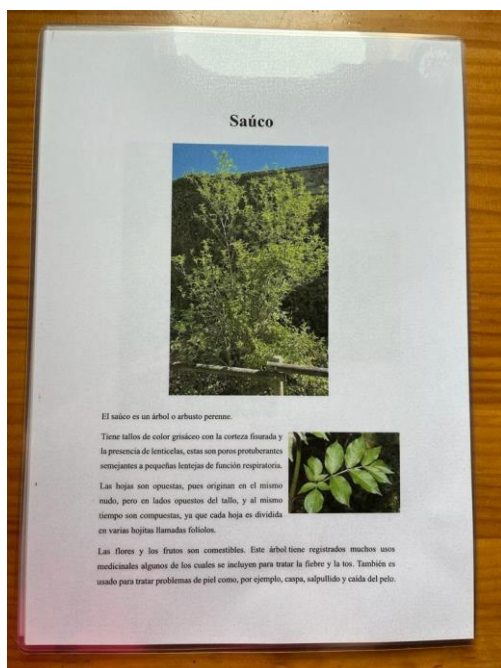 Saúco
El saúco es un árbol o arbusto perenne.
Tiene tallos de color grisáceo con la corteza fisurada y
la presencia de lenticelas, estas son poros protuberantes
semejantes a pequeñas lentejas de función respiratoria.
Las hojas son opuestas, pues originan en el mismo
nudo, pero en lados opuestos del tallo, y al mismo
tiempo son compuestas, ya que cada hoja es dividida
en varias hojitas llamadas folíolos.
Las flores y los frutos son comestibles. Este árbol tiene registrados muchos usos
medicinales algunos de los cuales se incluyen para tratar la fiebre y la tos. También es
usado para tratar problemas de piel como, por ejemplo, caspa, salpullido y caída del pelo.